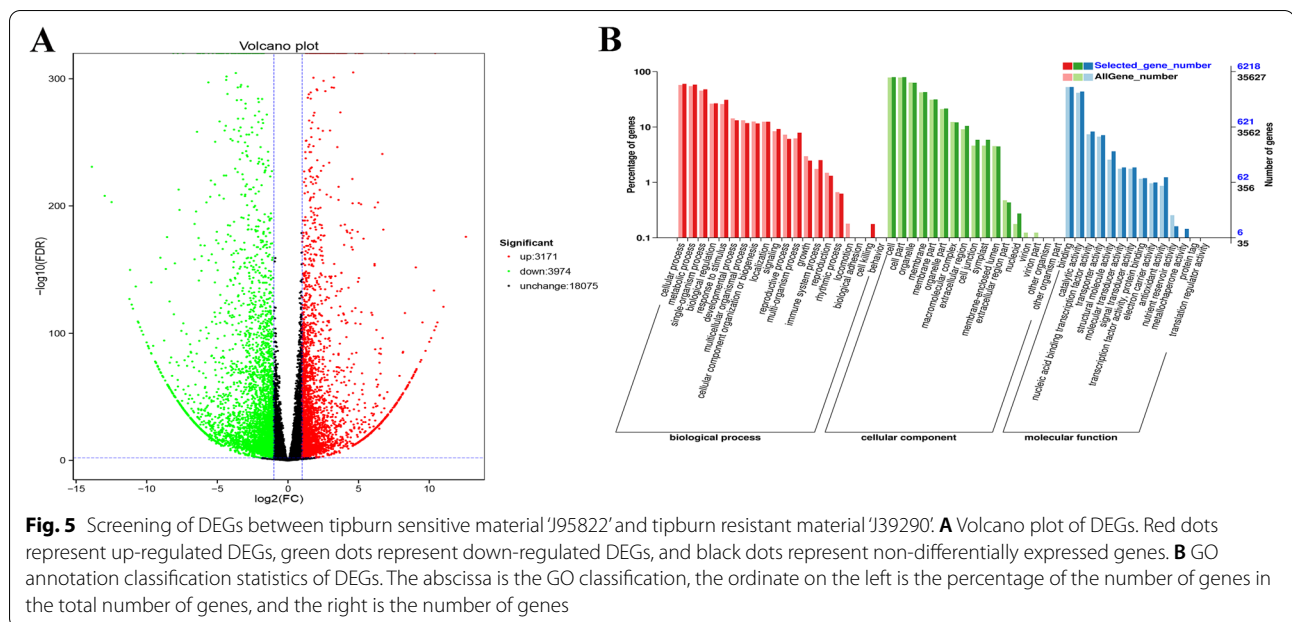 A
Volcano plot
300
200
100
0
−log10(FDR)
−15
−10
−5
0
5
10
log2(FC)
Significant
up:3171
down:3974
unchange:18075
B
Selected_gene_number
AllGene_number
100
10
1
0.1
Percentage of genes
6218
35627
621
3562
62
356
6
35
Number of genes
cellular process
metabolic process
single-organism process
biological regulation
response to stimulus
developmental process
multicellular organismal process
cellular component organization or biogenesis
localization
signaling
reproductive process
multi-organism process
growth
immune system process
reproduction
rhythmic process
locomotion
biological adhesion
cell killing
behavior
cell
cell part
organelle
membrane
membrane part
organelle part
macromolecular complex
extracellular region
cell junction
symplast
membrane-enclosed lumen
extracellular region part
nucleoid
virion
virion part
other organism
other organism part
binding
catalytic activity
nucleic acid binding transcription factor activity
transporter activity
structural molecule activity
molecular transducer activity
signal transducer activity
transcription factor activity, protein binding
electron carrier activity
antioxidant activity
nutrient reservoir activity
metallochaperone activity
protein tag
translation regulator activity
biological process
cellular component
molecular function
Fig. 5 Screening of DEGs between tipburn sensitive material ‘J95822’ and tipburn resistant material ‘J39290’. A Volcano plot of DEGs. Red dots
represent up-regulated DEGs, green dots represent down-regulated DEGs, and black dots represent non-differentially expressed genes. B GO
annotation classification statistics of DEGs. The abscissa is the GO classification, the ordinate on the left is the percentage of the number of genes in
the total number of genes, and the right is the number of genes